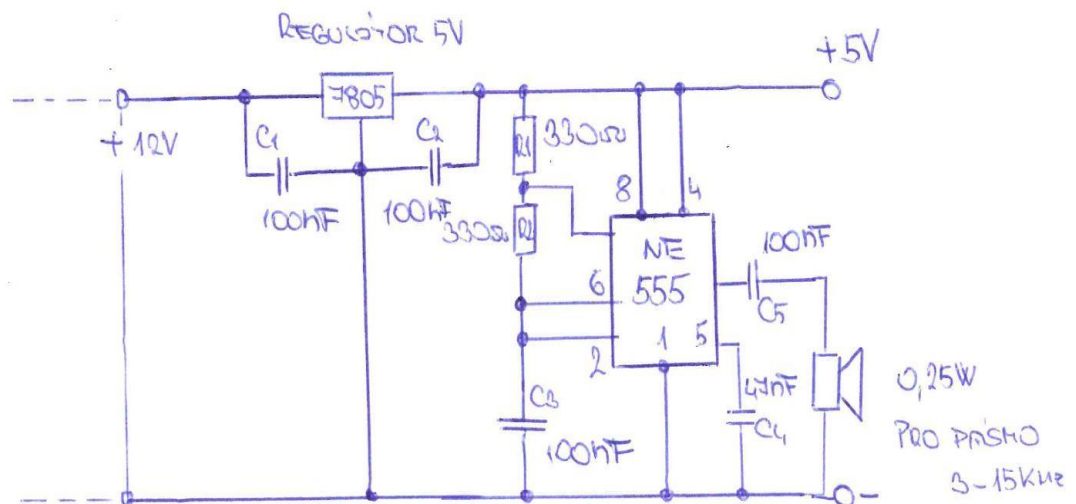 REGULÁTOR 5V
+5V
7805
+12V
C1
C2
100nF
100nF
R1
330Ω
R2
330Ω
8
4
NE
555
6
2
1
5
100nF
C5
47nF
C4
C3
100nF
0,25W
PRO PÁSMO
3-15KHz
-